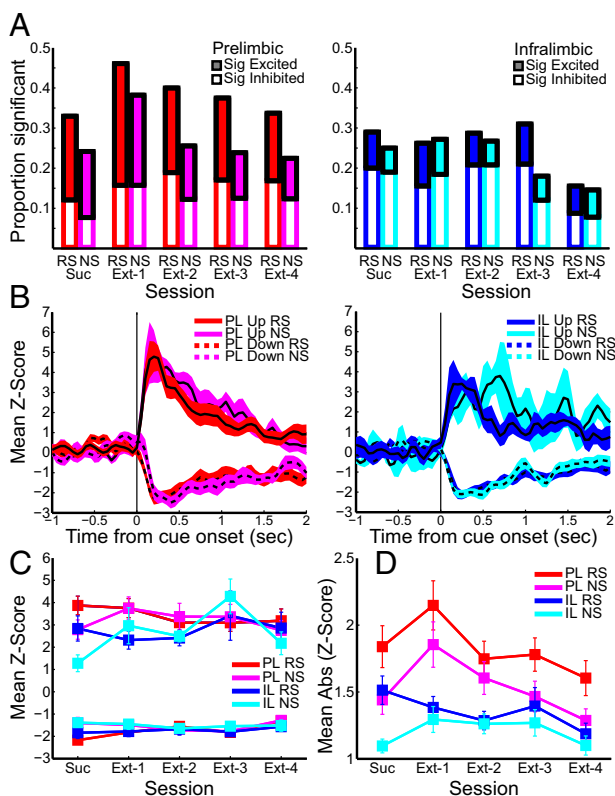 A
Proportion significant
0.5
0.4
0.3
0.2
0.1
Prelimbic
Sig Excited
Sig Inhibited
RS NS RS NS RS NS RS NS RS NS
Suc Ext-1 Ext-2 Ext-3 Ext-4
Session
0.5
0.4
0.3
0.2
0.1
Infralimbic
Sig Excited
Sig Inhibited
RS NS RS NS RS NS RS NS RS NS
Suc Ext-1 Ext-2 Ext-3 Ext-4
Session
B
Mean Z-Score
7
6
5
4
3
2
1
0
−1
−2
−3
PL Up RS
PL Up NS
PL Down RS
PL Down NS
−1 −0.5 0 0.5 1 1.5 2
Time from cue onset (sec)
7
6
5
4
3
2
1
0
−1
−2
−3
IL Up RS
IL Up NS
IL Down RS
IL Down NS
−1 −0.5 0 0.5 1 1.5 2
Time from cue onset (sec)
C
Mean Z-Score
6
5
4
3
2
1
0
−1
−2
−3
PL RS
PL NS
IL RS
IL NS
Suc Ext-1 Ext-2 Ext-3 Ext-4
Session
D
Mean Abs (Z-Score)
2.5
2
1.5
1
PL RS
PL NS
IL RS
IL NS
Suc Ext-1 Ext-2 Ext-3 Ext-4
Session